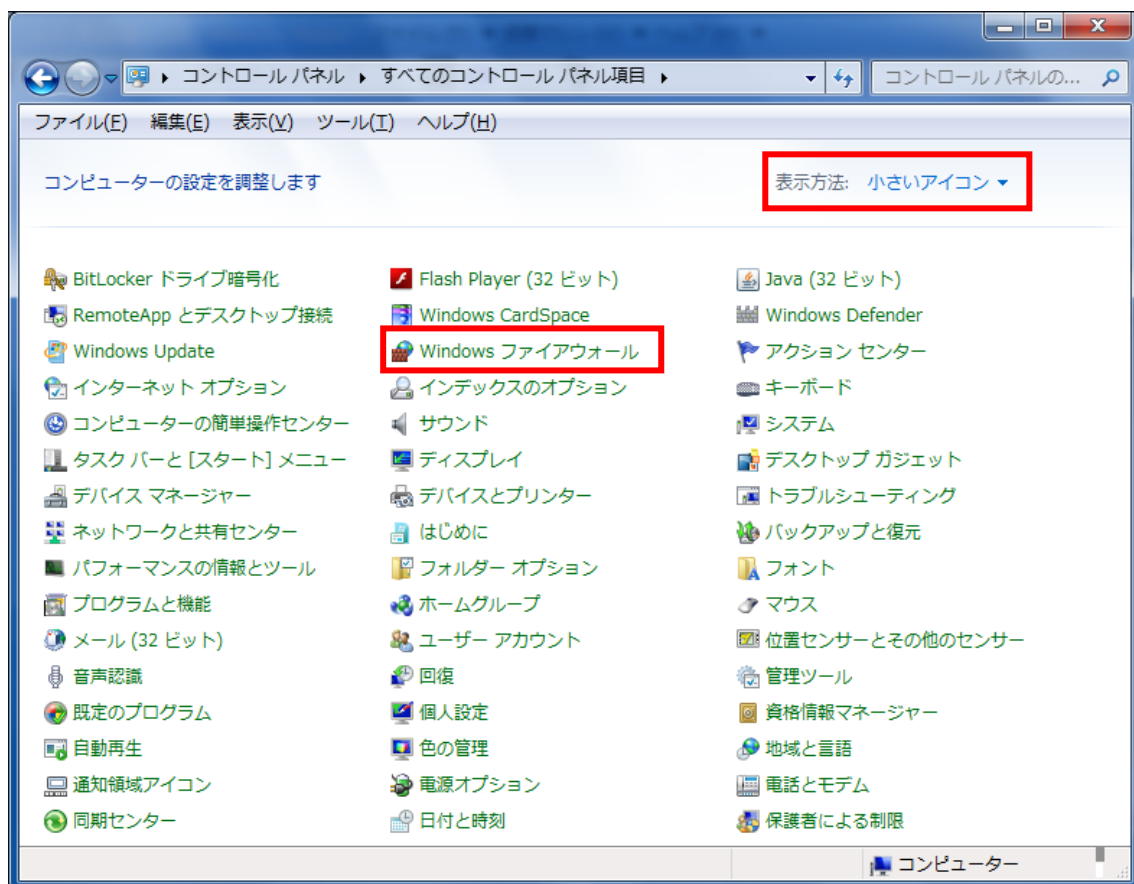 コントロール パネル ▸ すべてのコントロール パネル項目 ▸ コントロール パネルの...
ファイル(F) 編集(E) 表示(V) ツール(T) ヘルプ(H)
コンピューターの設定を調整します 表示方法: 小さいアイコン
BitLocker ドライブ暗号化 Flash Player (32 ビット) Java (32 ビット)
RemoteApp とデスクトップ接続 Windows CardSpace Windows Defender
Windows Update Windows ファイアウォール アクション センター
インターネット オプション インデックスのオプション キーボード
コンピューターの簡単操作センター サウンド システム
タスク バーと [スタート] メニュー ディスプレイ デスクトップ ガジェット
デバイス マネージャー デバイスとプリンター トラブルシューティング
ネットワークと共有センター はじめに バックアップと復元
パフォーマンスの情報とツール フォルダー オプション フォント
プログラムと機能 ホームグループ マウス
メール (32 ビット) ユーザー アカウント 位置センサーとその他のセンサー
音声認識 回復 管理ツール
既定のプログラム 個人設定 資格情報マネージャー
自動再生 色の管理 地域と言語
通知領域アイコン 電源オプション 電話とモデム
同期センター 日付と時刻 保護者による制限
コンピューター